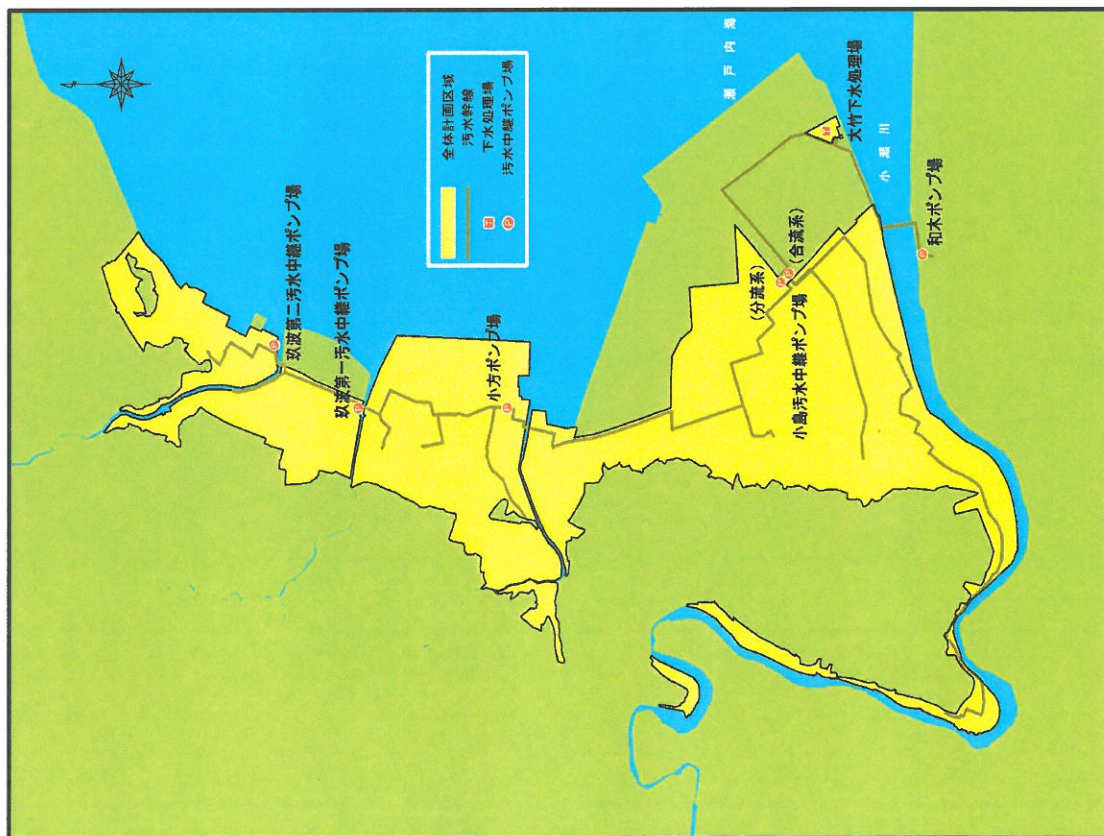 全体計画区域
汚水幹線
下水処理場
汚水中継ポンプ場
玖波第二汚水中継ポンプ場
玖波第一汚水中継ポンプ場
小方ポンプ場
瀬戸内海
大竹下水処理場
小瀬川
(分流系)
(合流系)
小島汚水中継ポンプ場
和木ポンプ場
P
P
P
P
P
P
P